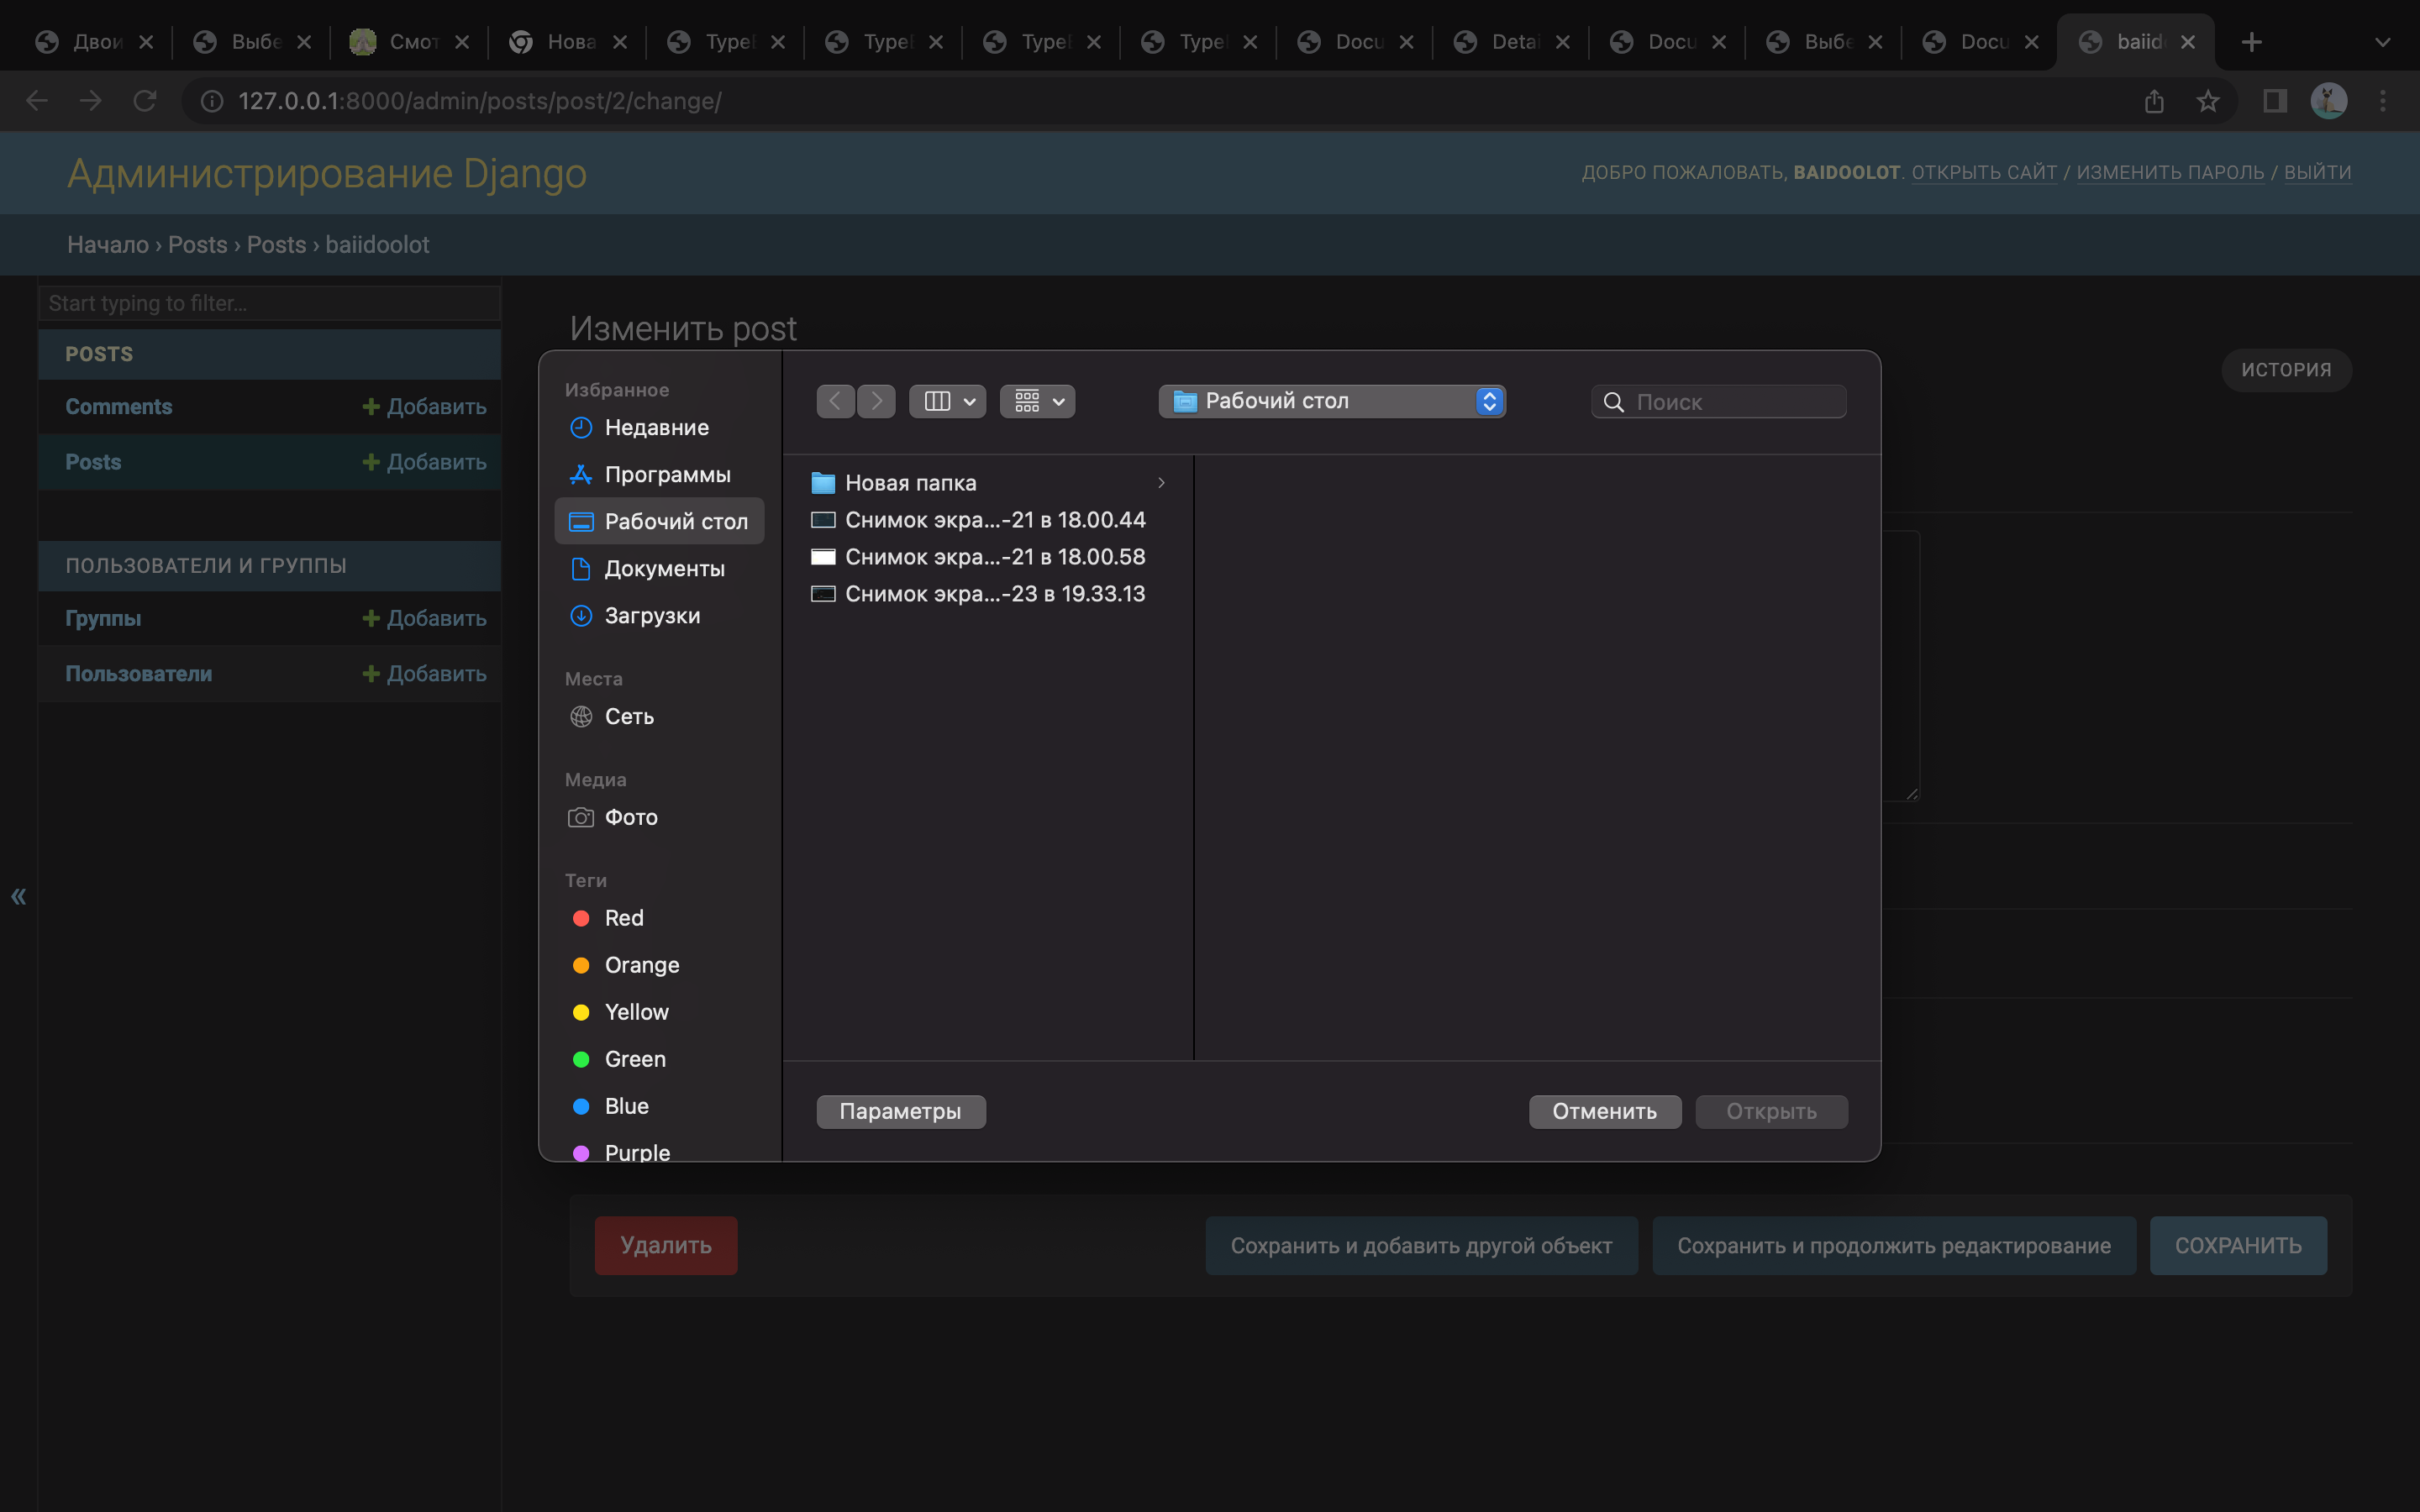 Двои
Выбе
Смот
Нова
Type
Type
Type
Type
Docu
Detai
Docu
Выбе
Docu
baiid
127.0.0.1:8000/admin/posts/post/2/change/
Администрирование Django
ДОБРО ПОЖАЛОВАТЬ, BAIDOOLOT. ОТКРЫТЬ САЙТ / ИЗМЕНИТЬ ПАРОЛЬ / ВЫЙТИ
Начало › Posts › Posts › baiidoolot
Start typing to filter...
POSTS
Comments
Добавить
Posts
Добавить
ПОЛЬЗОВАТЕЛИ И ГРУППЫ
Группы
Добавить
Пользователи
Добавить
«
Изменить post
ИСТОРИЯ
Избранное
Недавние
Программы
Рабочий стол
Документы
Загрузки
Места
Сеть
Медиа
Фото
Теги
Red
Orange
Yellow
Green
Blue
Purple
Рабочий стол
Поиск
Новая папка
Снимок экра...-21 в 18.00.44
Снимок экра...-21 в 18.00.58
Снимок экра...-23 в 19.33.13
Параметры
Отменить
Открыть
Удалить
Сохранить и добавить другой объект
Сохранить и продолжить редактирование
СОХРАНИТЬ